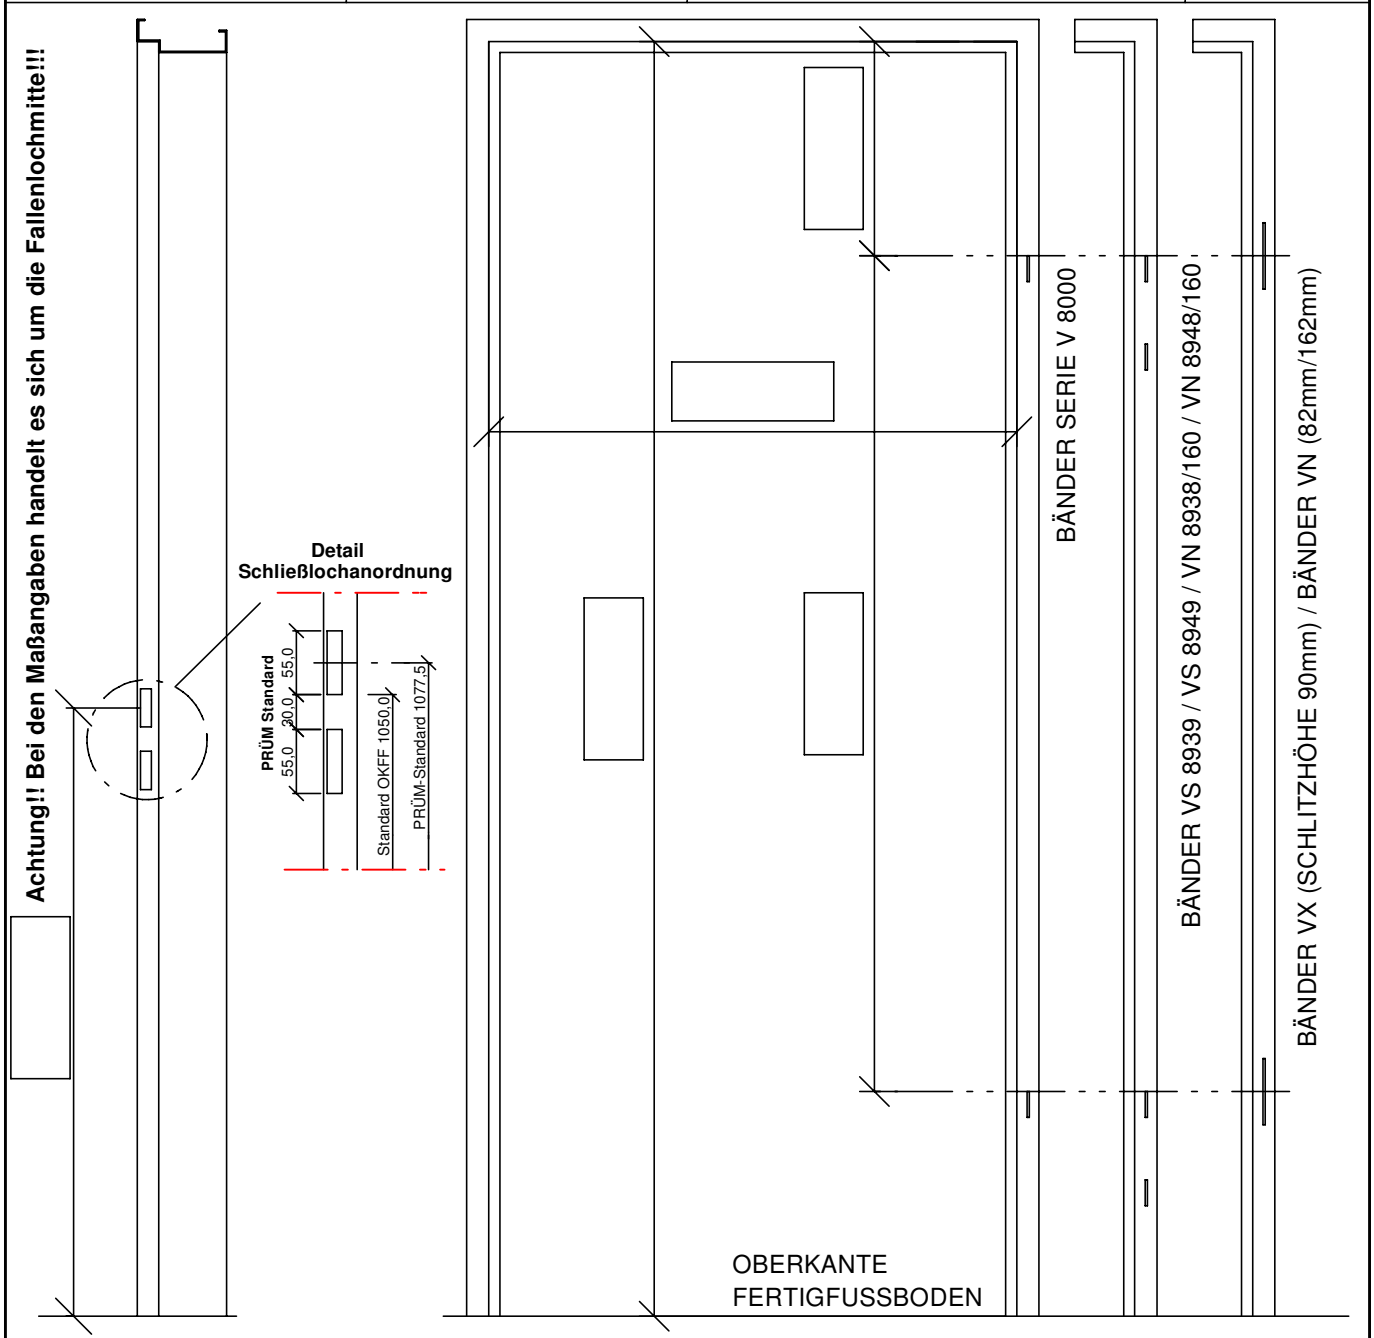 Achtung!! Bei den Maßangaben handelt es sich um die Fallenlochmitte!!!
Detail
Schließlochanordnung
PRÜM Standard
55,0
30,0
55,0
Standard OKFF 1050,0
PRÜM-Standard 1077,5
BÄNDER SERIE V 8000
BÄNDER VS 8939 / VS 8949 / VN 8938/160 / VN 8948/160
BÄNDER VX (SCHLITZHÖHE 90mm) / BÄNDER VN (82mm/162mm)
OBERKANTE
FERTIGFUSSBODEN